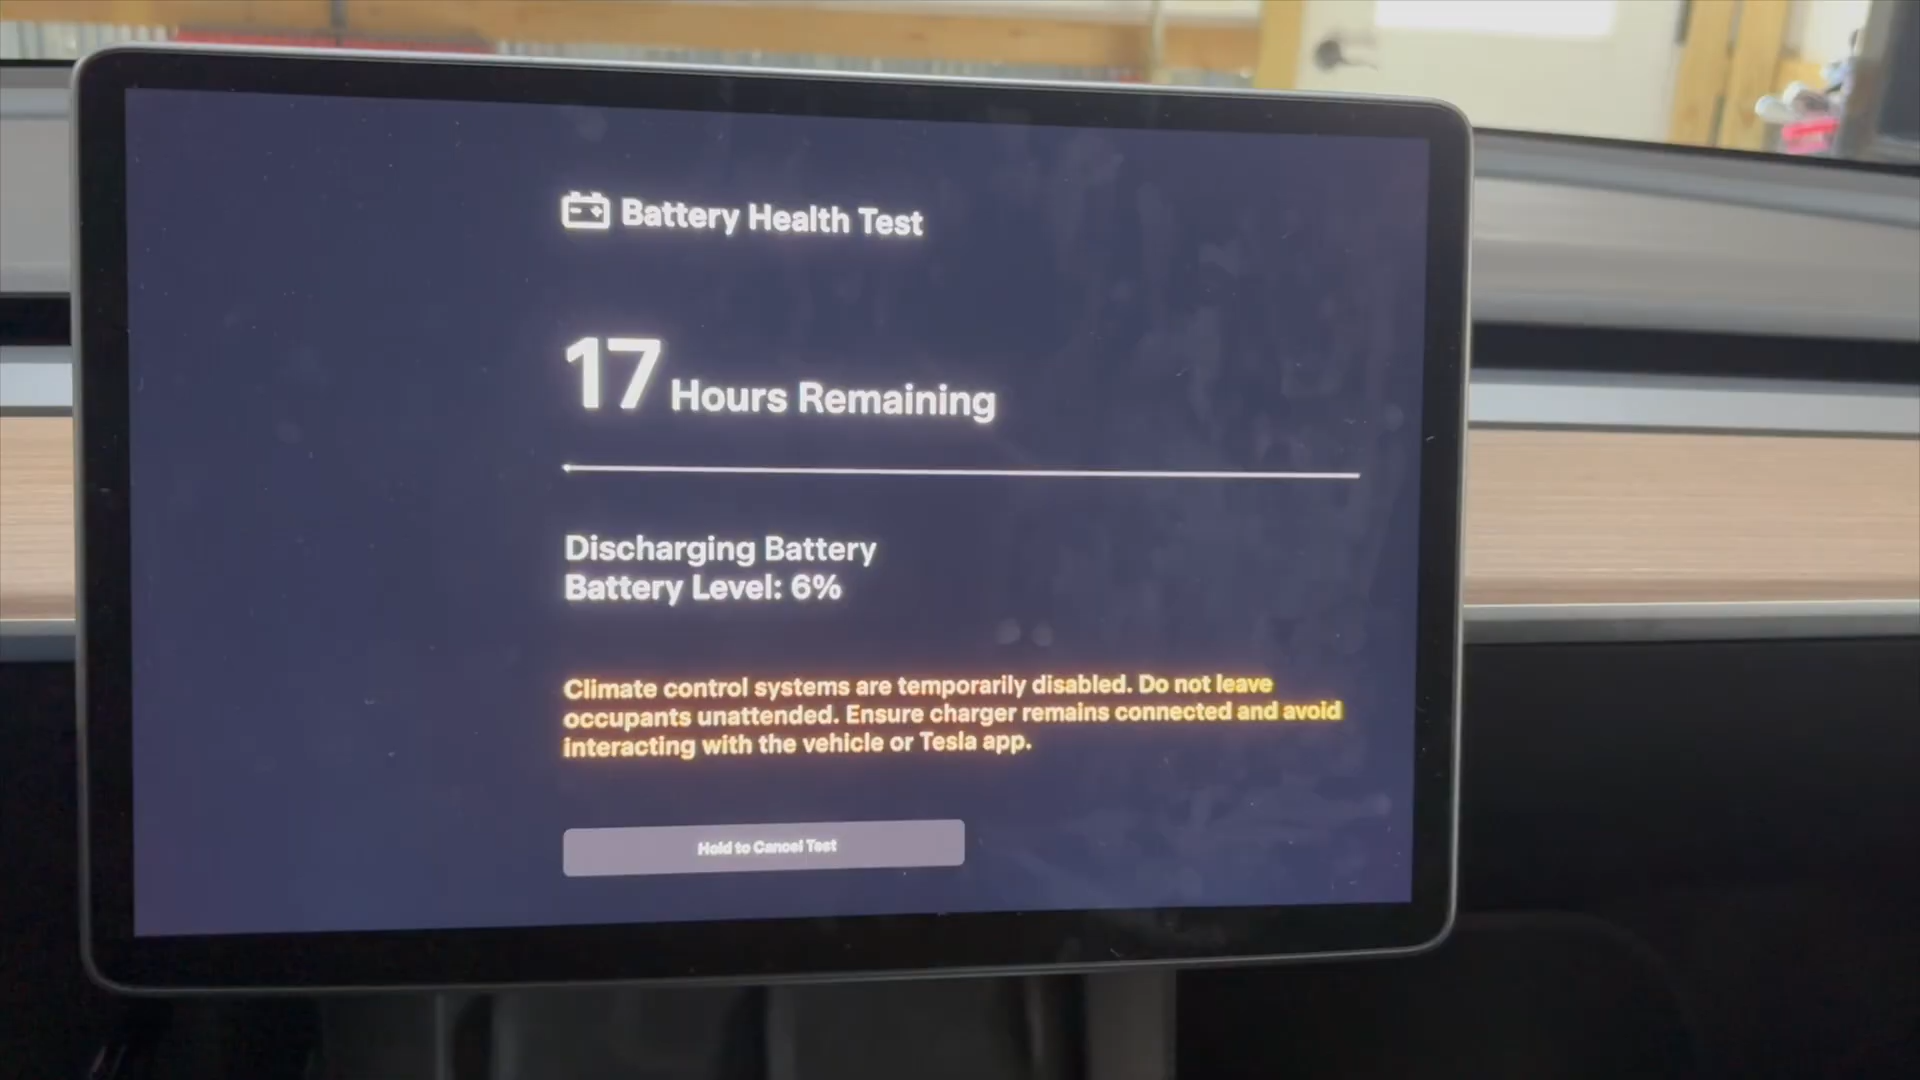 Battery Health Test
17 Hours Remaining
Discharging Battery
Battery Level: 6%
Climate control systems are temporarily disabled. Do not leave
occupants unattended. Ensure charger remains connected and avoid
interacting with the vehicle or Tesla app.
Hold to Cancel Test